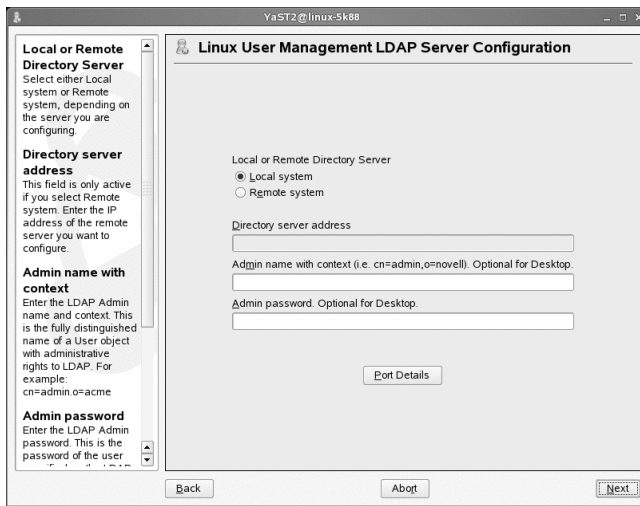 YaST2@linux-5k88
Local or Remote
Directory Server
Select either Local
system or Remote
system, depending on
the server you are
configuring.
Directory server
address
This field is only active
if you select Remote
system. Enter the IP
address of the remote
server you want to
configure.
Admin name with
context
Enter the LDAP Admin
name and context. This
is the fully distinguished
name of a User object
with administrative
rights to LDAP. For
example:
cn=admin.o=acme
Admin password
Enter the LDAP Admin
password. This is the
password of the user
Linux User Management LDAP Server Configuration
Local or Remote Directory Server
Local system
Remote system
Directory server address
Admin name with context (i.e. cn=admin,o=novell). Optional for Desktop.
Admin password. Optional for Desktop.
Port Details
Back
Abort
Next